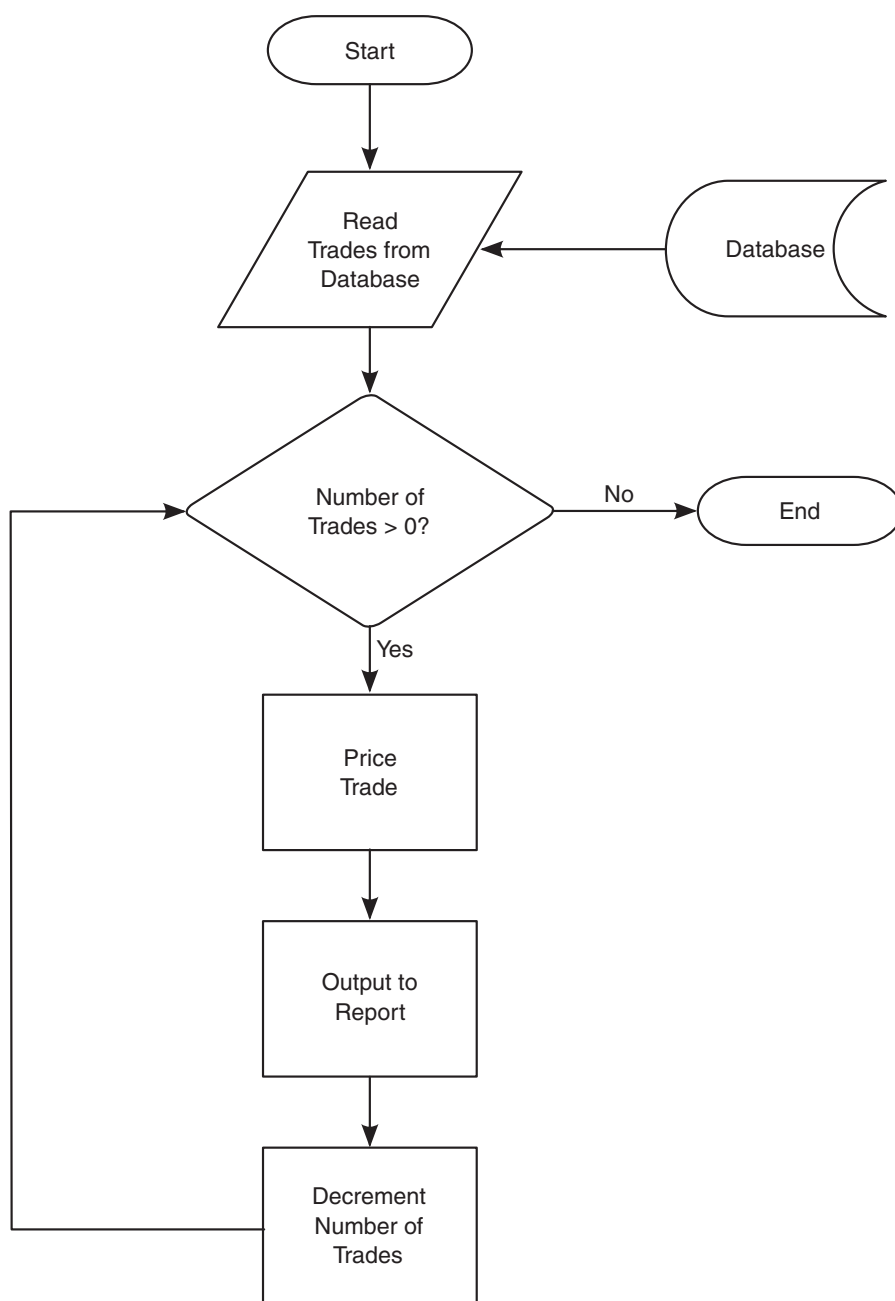 Start
Read
Trades from
Database
Database
Number of
Trades > 0?
No
End
Yes
Price
Trade
Output to
Report
Decrement
Number of
Trades